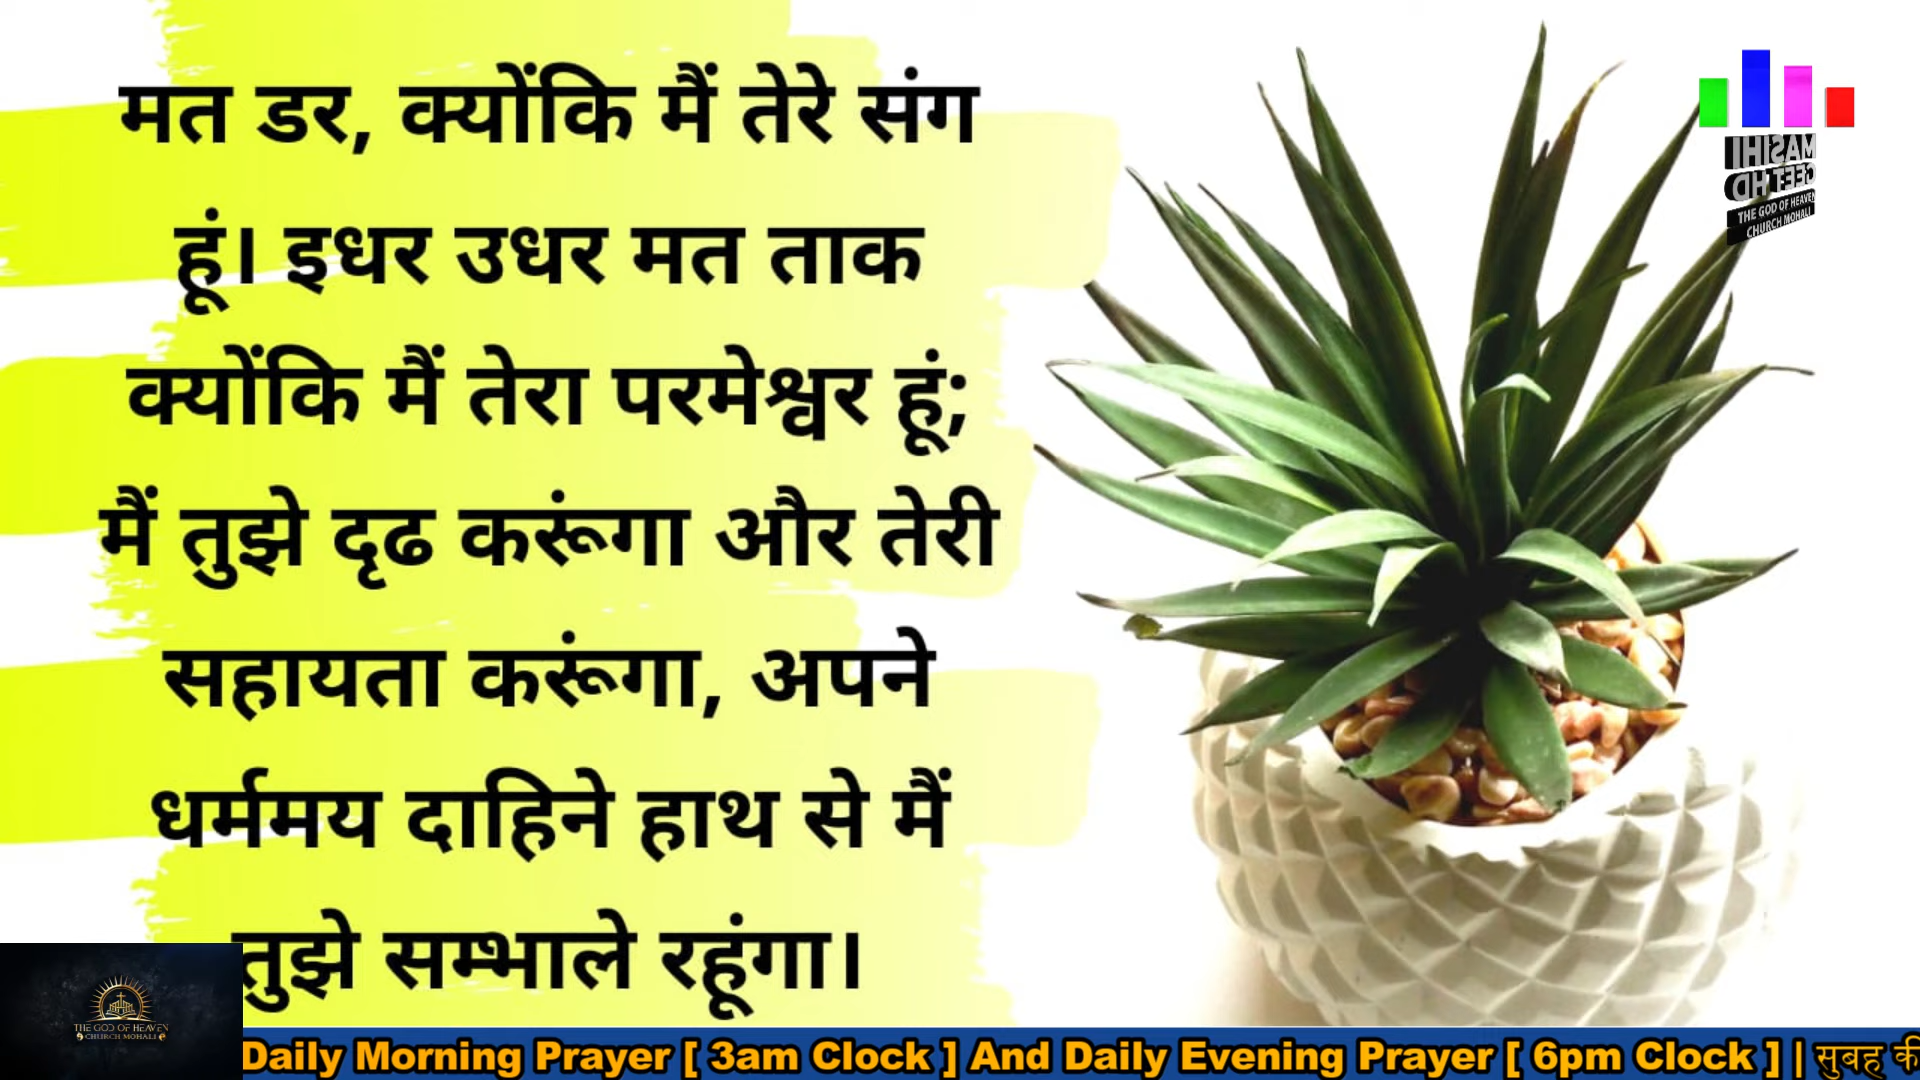 मत डर, क्योंकि मैं तेरे संग
हूं। इधर उधर मत ताक
क्योंकि मैं तेरा परमेश्वर हूं;
मैं तुझे दृढ करूंगा और तेरी
सहायता करूंगा, अपने
धर्ममय दाहिने हाथ से मैं
तुझे सम्भाले रहूंगा।
MASIHI
GEET HD
THE GOD OF HEAVEN
CHURCH MOHALI
THE GOD OF HEAVEN
CHURCH MOHALI
Daily Morning Prayer [ 3am Clock ] And Daily Evening Prayer [ 6pm Clock ] | सुबह की